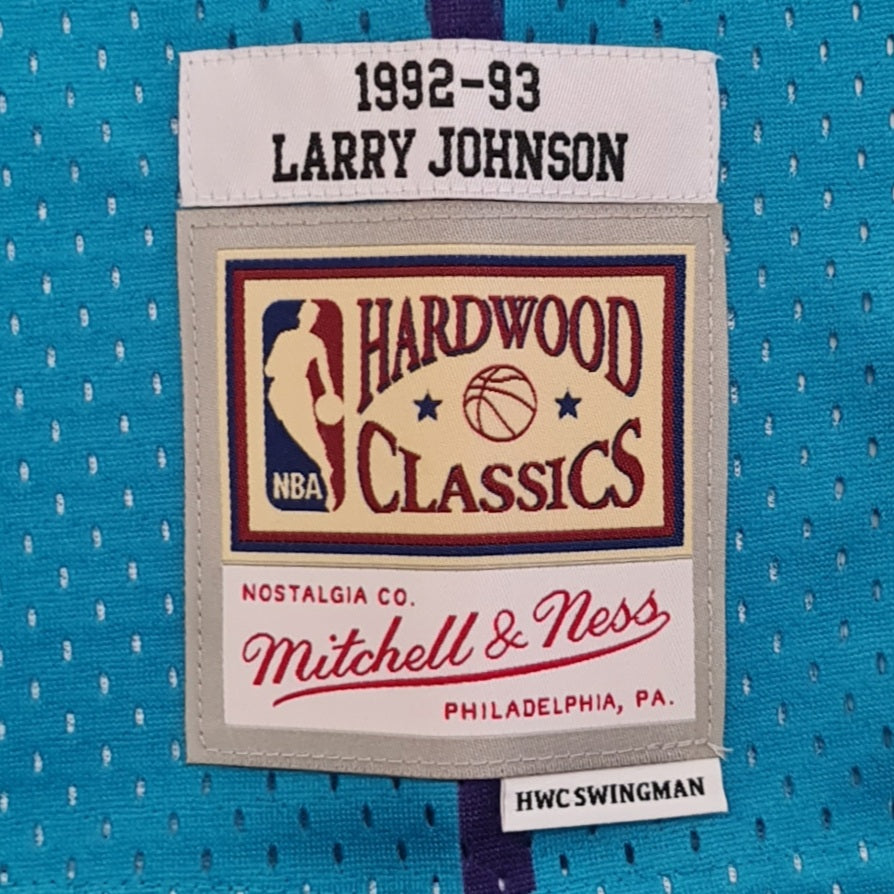 1992-93
LARRY JOHNSON
HARDWOOD
CLASSICS
NBA
NOSTALGIA CO.
Mitchell & Ness
PHILADELPHIA, PA.
HWC SWINGMAN